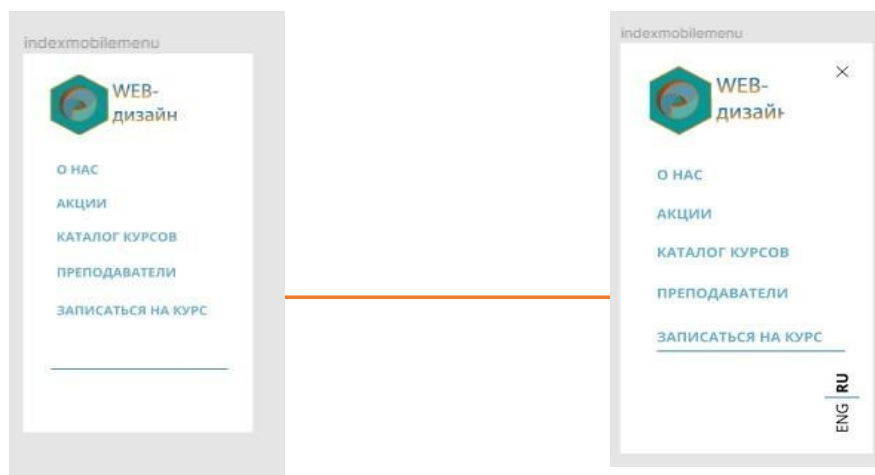 indexmobilemenu
WEB-
дизайн
О НАС
АКЦИИ
КАТАЛОГ КУРСОВ
ПРЕПОДАВАТЕЛИ
ЗАПИСАТЬСЯ НА КУРС
indexmobilemenu
WEB-
дизайн
О НАС
АКЦИИ
КАТАЛОГ КУРСОВ
ПРЕПОДАВАТЕЛИ
ЗАПИСАТЬСЯ НА КУРС
ENG RU